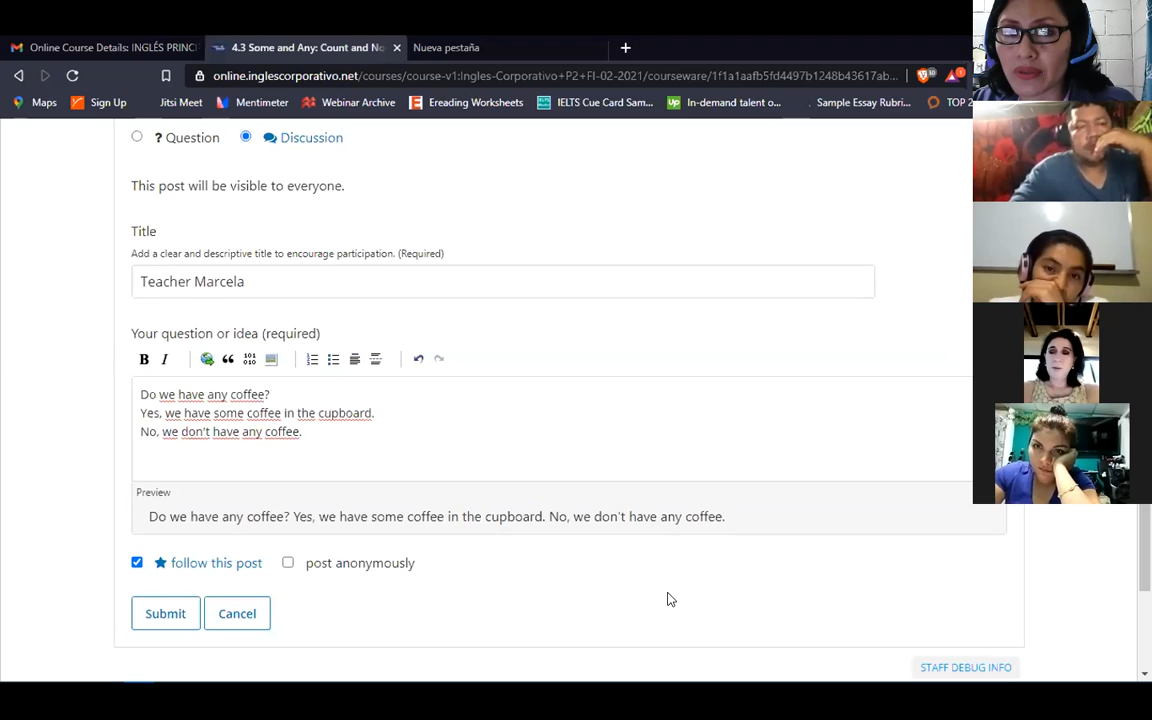 Online Course Details: INGLÉS PRINC
4.3 Some and Any: Count and No
Nueva pestaña
online.inglescorporativo.net/courses/course-v1:Ingles-Corporativo+P2+FI-02-2021/courseware/1f1a1aafb5fd4497b1248b43617ab...
Maps
Sign Up
Jitsi Meet
Mentimeter
Webinar Archive
Ereading Worksheets
IELTS Cue Card Sam...
In-demand talent o...
Sample Essay Rubri...
TOP 2
? Question
Discussion
This post will be visible to everyone.
Title
Add a clear and descriptive title to encourage participation. (Required)
Teacher Marcela
Your question or idea (required)
B I
Do we have any coffee?
Yes, we have some coffee in the cupboard.
No, we don't have any coffee.
Preview
Do we have any coffee? Yes, we have some coffee in the cupboard. No, we don't have any coffee.
follow this post
post anonymously
Submit
Cancel
STAFF DEBUG INFO